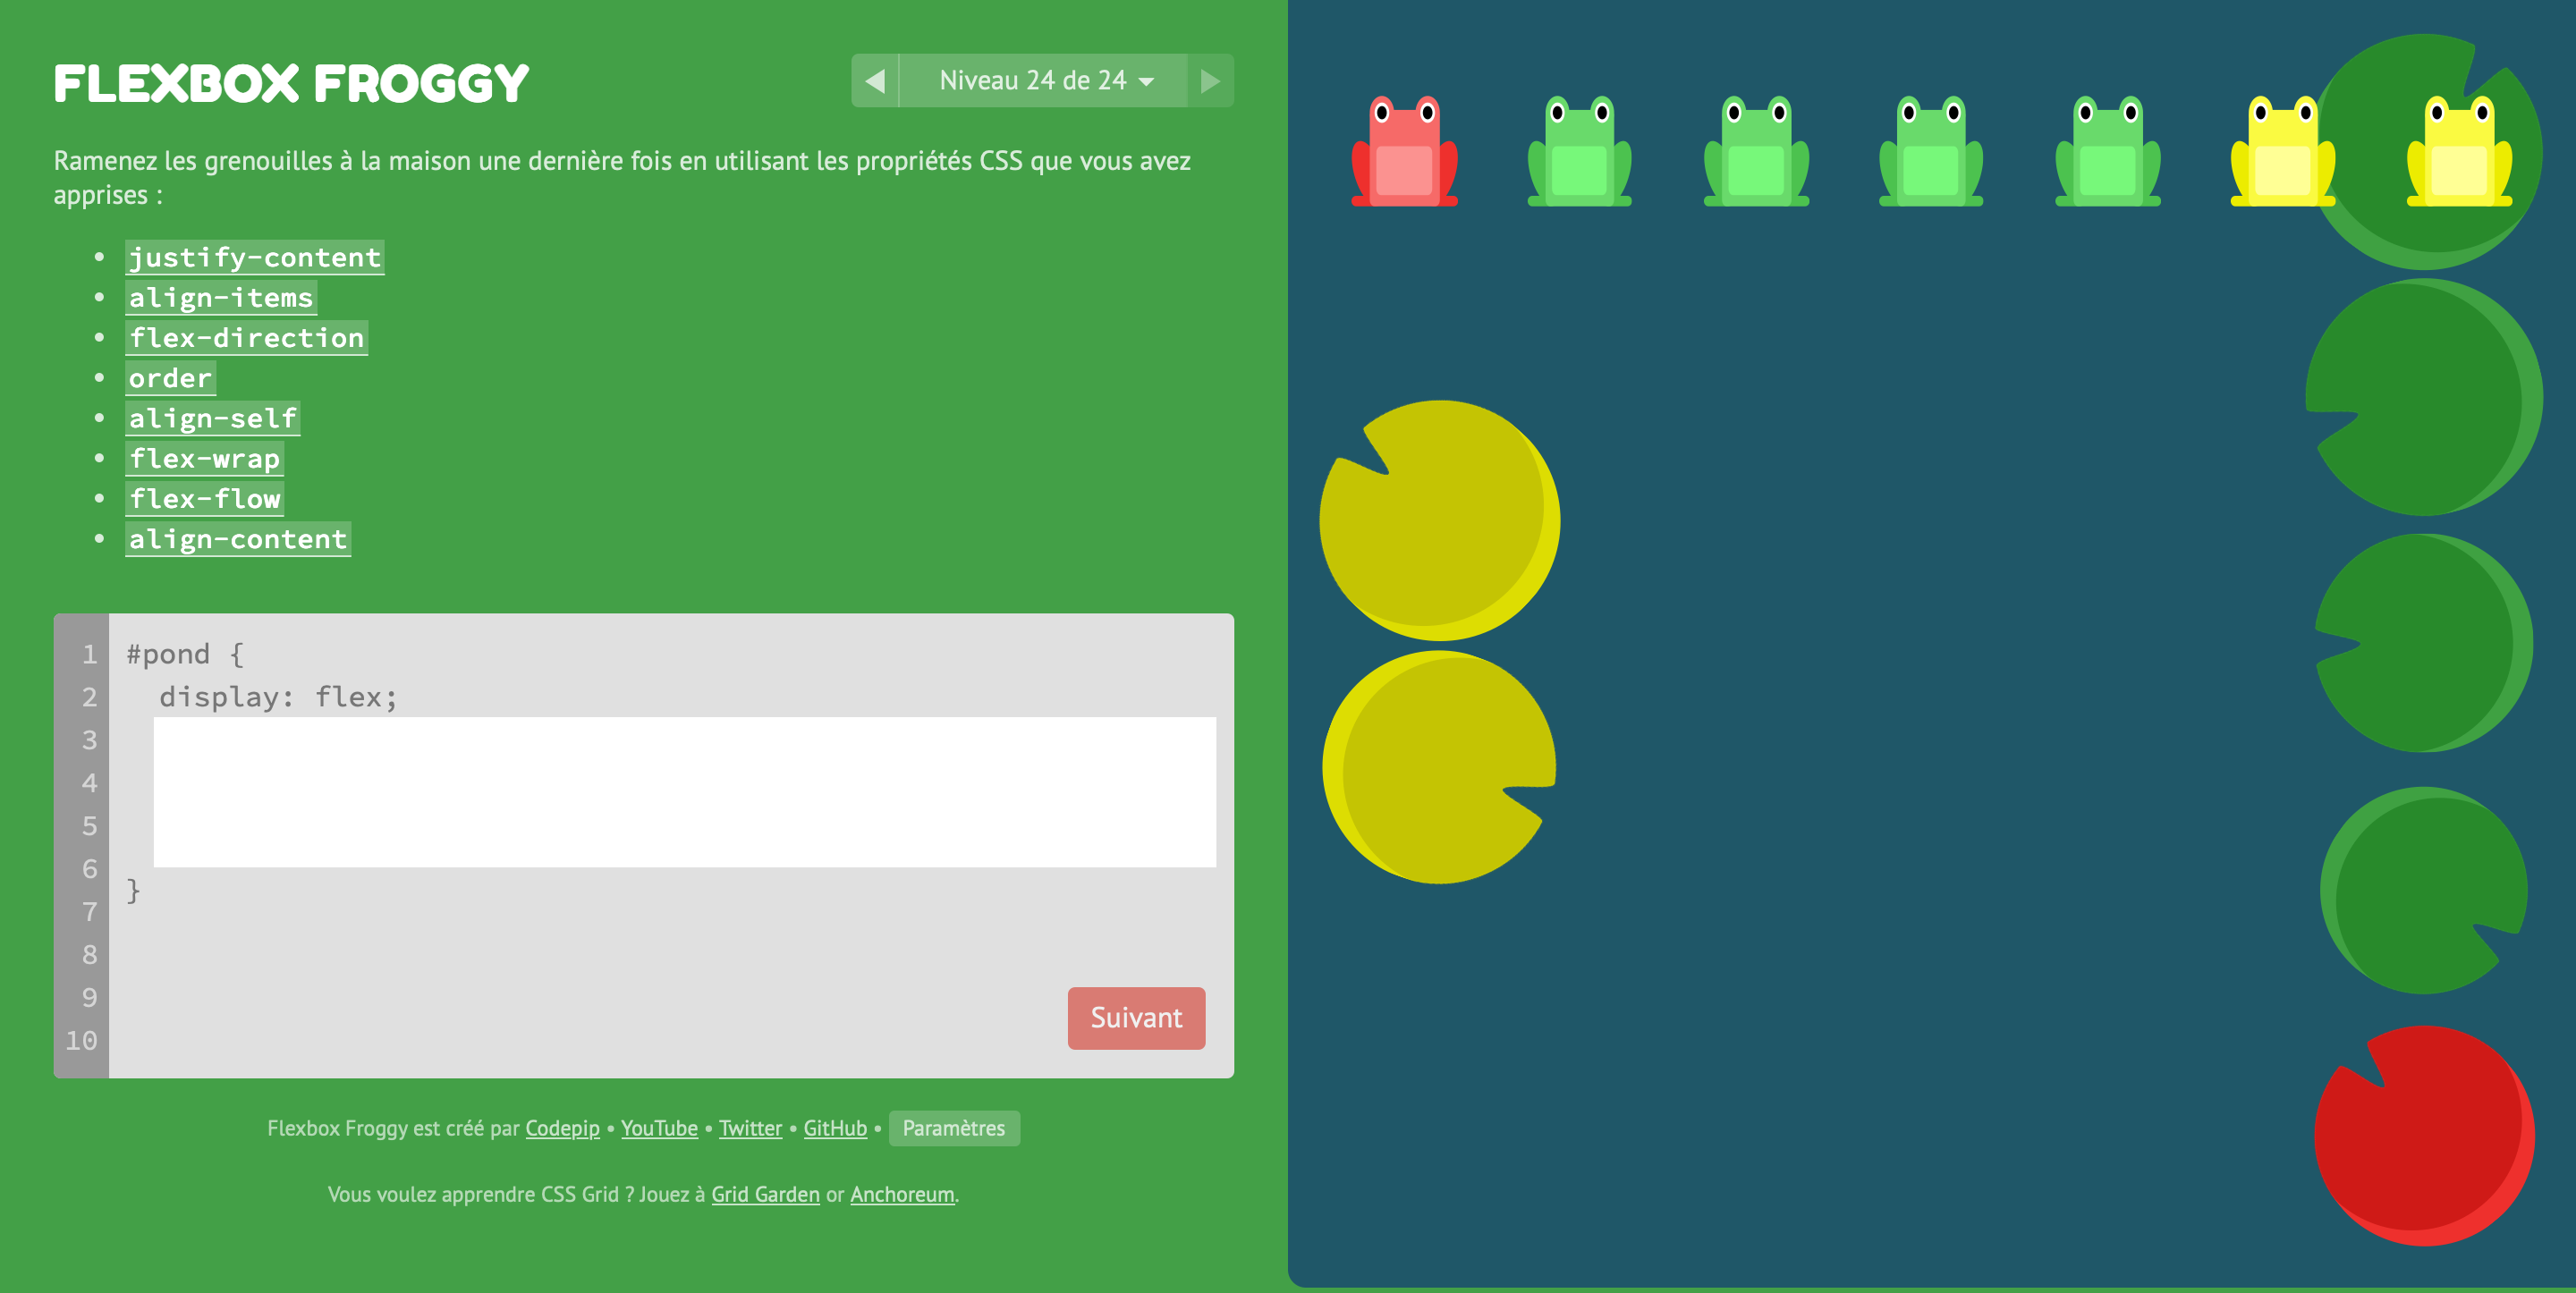 FLEXBOX FROGGY
Niveau 24 de 24
Ramenez les grenouilles à la maison une dernière fois en utilisant les propriétés CSS que vous avez
apprises :
• justify-content
• align-items
• flex-direction
• order
• align-self
• flex-wrap
• flex-flow
• align-content
1 #pond {
2 display: flex;
3
4
5
6
}
7
8
9
10
Suivant
Flexbox Froggy est créé par Codepip • YouTube • Twitter • GitHub • Paramètres
Vous voulez apprendre CSS Grid ? Jouez à Grid Garden or Anchoreum.